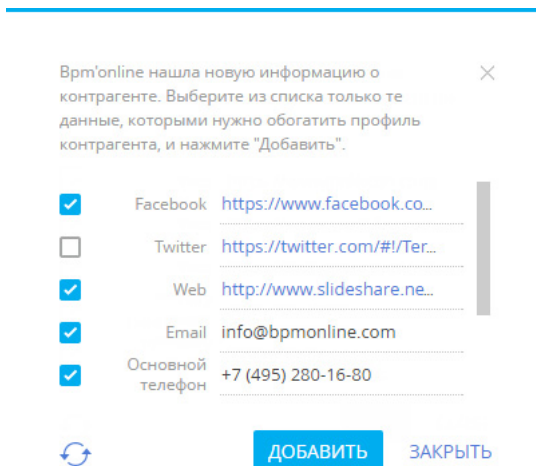 Bpm'online нашла новую информацию о
контрагенте. Выберите из списка только те
данные, которыми нужно обогатить профиль
контрагента, и нажмите "Добавить".
Facebook https://www.facebook.co...
Twitter https://twitter.com/#!/Ter...
Web http://www.slideshare.ne...
Email info@bpmonline.com
Основной
телефон +7 (495) 280-16-80
ДОБАВИТЬ ЗАКРЫТЬ